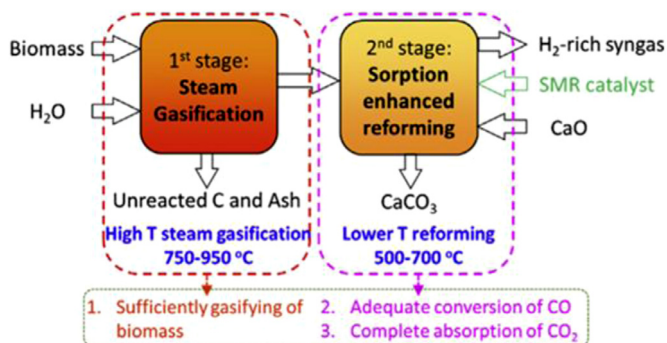 Biomass
H₂O
1st stage:
Steam
Gasification
2nd stage:
Sorption
enhanced
reforming
H₂-rich syngas
SMR catalyst
CaO
Unreacted C and Ash
CaCO₃
High T steam gasification
750-950 °C
Lower T reforming
500-700 °C
1. Sufficiently gasifying of
biomass
2. Adequate conversion of CO
3. Complete absorption of CO₂